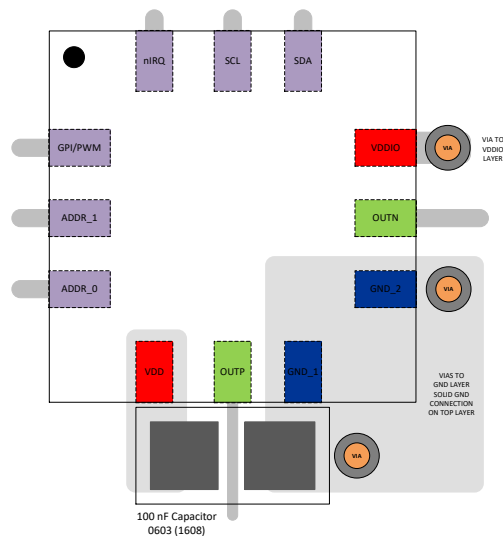 nIRQ
SCL
SDA
GPI/PWM
VDDIO
VIA
VIA TO
VDDIO
LAYER
ADDR_1
OUTN
ADDR_0
GND_2
VIA
VDD
OUTP
GND_1
VIAS TO
GND LAYER
SOLID GND
CONNECTION
ON TOP LAYER
VIA
100 nF Capacitor
0603 (1608)